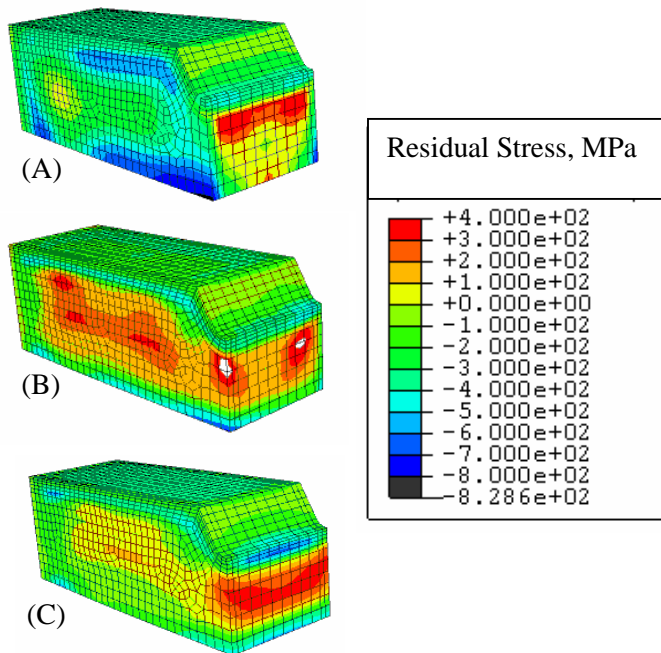 (A)
(B)
(C)
Residual Stress, MPa
+4.000e+02
+3.000e+02
+2.000e+02
+1.000e+02
+0.000e+00
-1.000e+02
-2.000e+02
-3.000e+02
-4.000e+02
-5.000e+02
-6.000e+02
-7.000e+02
-8.000e+02
-8.286e+02